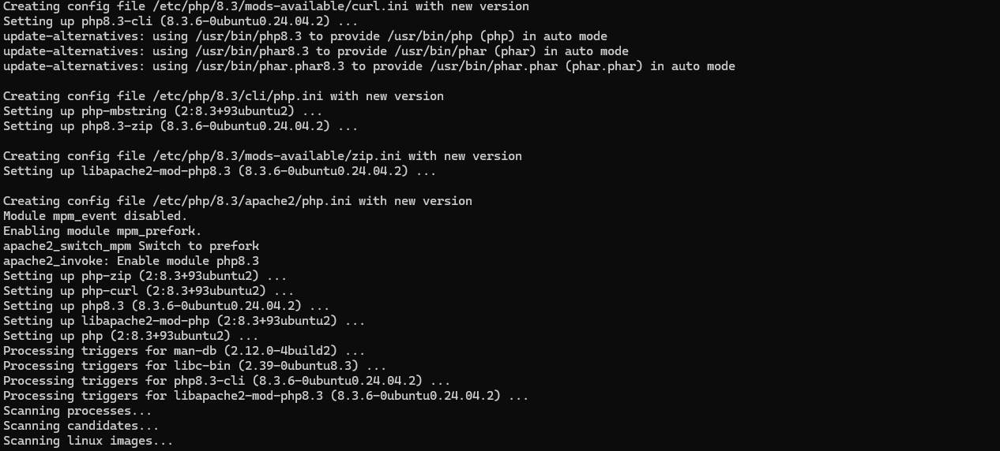 Creating config file /etc/php/8.3/mods-available/curl.ini with new version
Setting up php8.3-cli (8.3.6-0ubuntu0.24.04.2) ...
update-alternatives: using /usr/bin/php8.3 to provide /usr/bin/php (php) in auto mode
update-alternatives: using /usr/bin/phar8.3 to provide /usr/bin/phar (phar) in auto mode
update-alternatives: using /usr/bin/phar.phar8.3 to provide /usr/bin/phar.phar (phar.phar) in auto mode

Creating config file /etc/php/8.3/cli/php.ini with new version
Setting up php-mbstring (2:8.3+93ubuntu2) ...
Setting up php8.3-zip (8.3.6-0ubuntu0.24.04.2) ...

Creating config file /etc/php/8.3/mods-available/zip.ini with new version
Setting up libapache2-mod-php8.3 (8.3.6-0ubuntu0.24.04.2) ...

Creating config file /etc/php/8.3/apache2/php.ini with new version
Module mpm_event disabled.
Enabling module mpm_prefork.
apache2_switch_mpm Switch to prefork
apache2_invoke: Enable module php8.3
Setting up php-zip (2:8.3+93ubuntu2) ...
Setting up php-curl (2:8.3+93ubuntu2) ...
Setting up php8.3 (8.3.6-0ubuntu0.24.04.2) ...
Setting up libapache2-mod-php (2:8.3+93ubuntu2) ...
Setting up php (2:8.3+93ubuntu2) ...
Processing triggers for man-db (2.12.0-4build2) ...
Processing triggers for libc-bin (2.39-0ubuntu8.3) ...
Processing triggers for php8.3-cli (8.3.6-0ubuntu0.24.04.2) ...
Processing triggers for libapache2-mod-php8.3 (8.3.6-0ubuntu0.24.04.2) ...
Scanning processes...
Scanning candidates...
Scanning linux images...